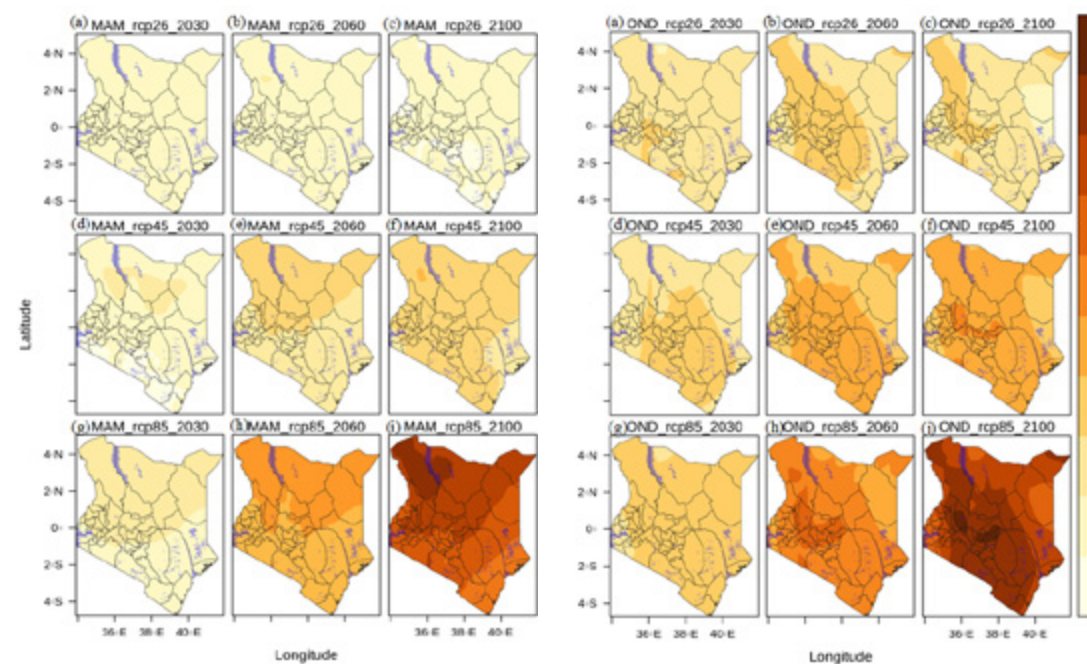 (a) MAM_rcp26_2030 (b) MAM_rcp26_2060 (c) MAM_rcp26_2100 (a) OND_rcp26_2030 (b) OND_rcp26_2060 (c) OND_rcp26_2100
4-N 4-N
2-N 2-N
0- 0-
2-S 2-S
4-S 4-S
(d) MAM_rcp45_2030 (e) MAM_rcp45_2060 (f) MAM_rcp45_2100 (d) OND_rcp45_2030 (e) OND_rcp45_2060 (f) OND_rcp45_2100
Latitude
(g) MAM_rcp85_2030 (h) MAM_rcp85_2060 (i) MAM_rcp85_2100 (g) OND_rcp85_2030 (h) OND_rcp85_2060 (i) OND_rcp85_2100
4-N 4-N
2-N 2-N
0- 0-
2-S 2-S
4-S 4-S
36-E 38-E 40-E 36-E 38-E 40-E 36-E 38-E 40-E 36-E 38-E 40-E
Longitude Longitude